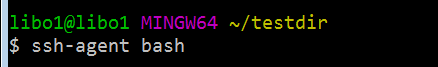 libo1@libo1 MINGW64 ~/testdir
$ ssh-agent bash